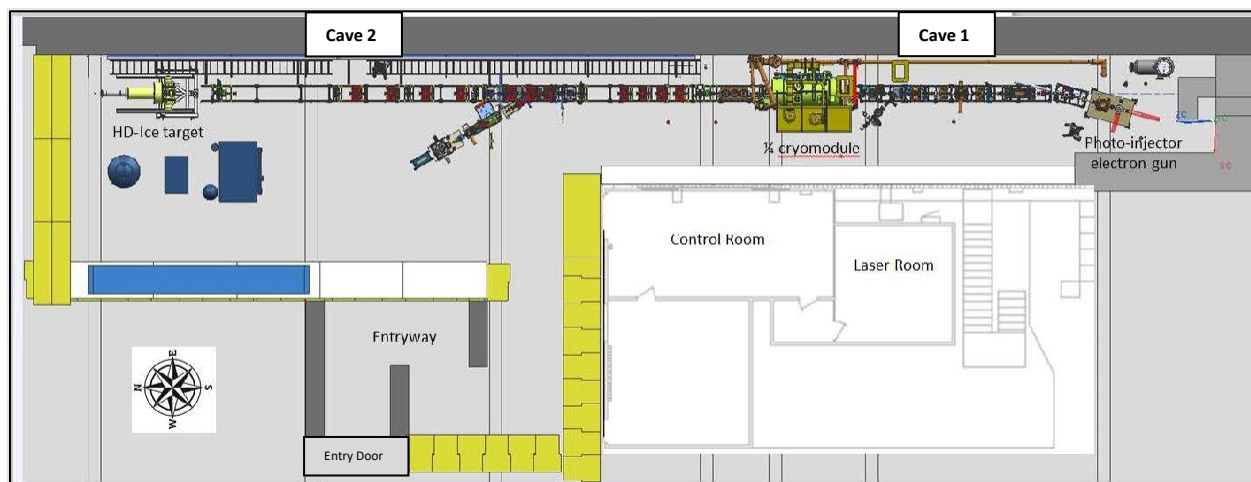 Cave 2
Cave 1
HD-Ice target
¼ cryomodule
Photo-injector
electron gun
Control Room
Laser Room
Entryway
Entry Door
E
N
S
W